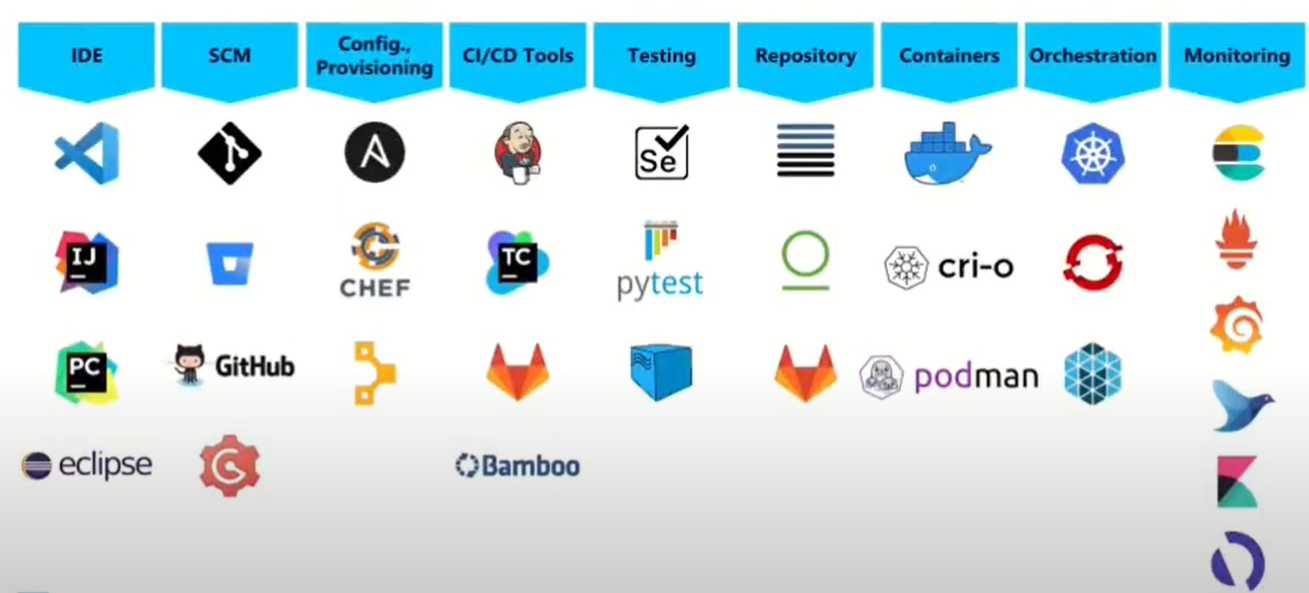 IDE
SCM
Config.,
Provisioning
CI/CD Tools
Testing
Repository
Containers
Orchestration
Monitoring
Se
IJ
CHEF
TC
pytest
cri-o
PC
GitHub
podman
eclipse
Bamboo